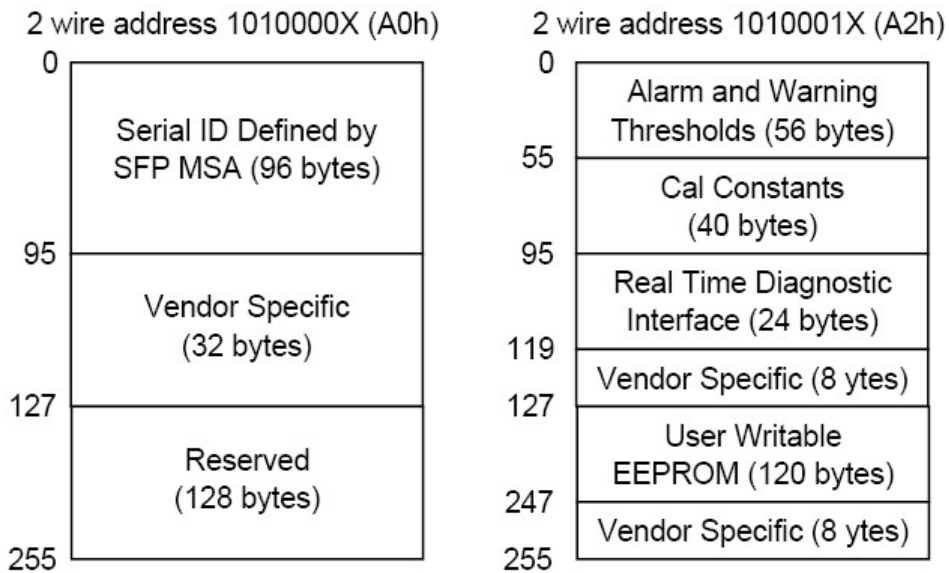 2 wire address 1010000X (A0h)
0
Serial ID Defined by
SFP MSA (96 bytes)
95
Vendor Specific
(32 bytes)
127
Reserved
(128 bytes)
255
2 wire address 1010001X (A2h)
0
Alarm and Warning
Thresholds (56 bytes)
55
Cal Constants
(40 bytes)
95
Real Time Diagnostic
Interface (24 bytes)
119
Vendor Specific (8 ytes)
127
User Writable
EEPROM (120 bytes)
247
Vendor Specific (8 ytes)
255